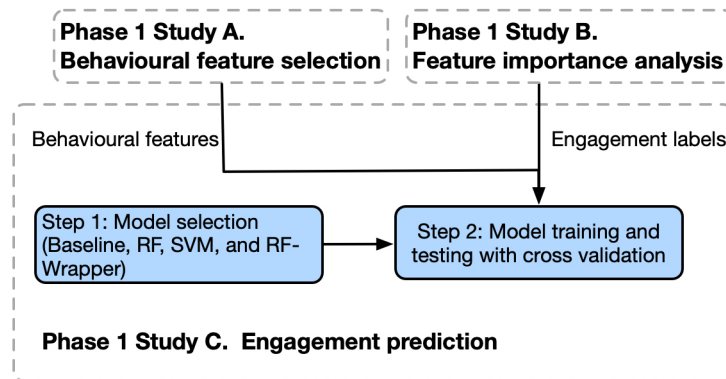 Phase 1 Study A.
Behavioural feature selection
Phase 1 Study B.
Feature importance analysis
Behavioural features
Engagement labels
Step 1: Model selection
(Baseline, RF, SVM, and RF-
Wrapper)
Step 2: Model training and
testing with cross validation
Phase 1 Study C.  Engagement prediction